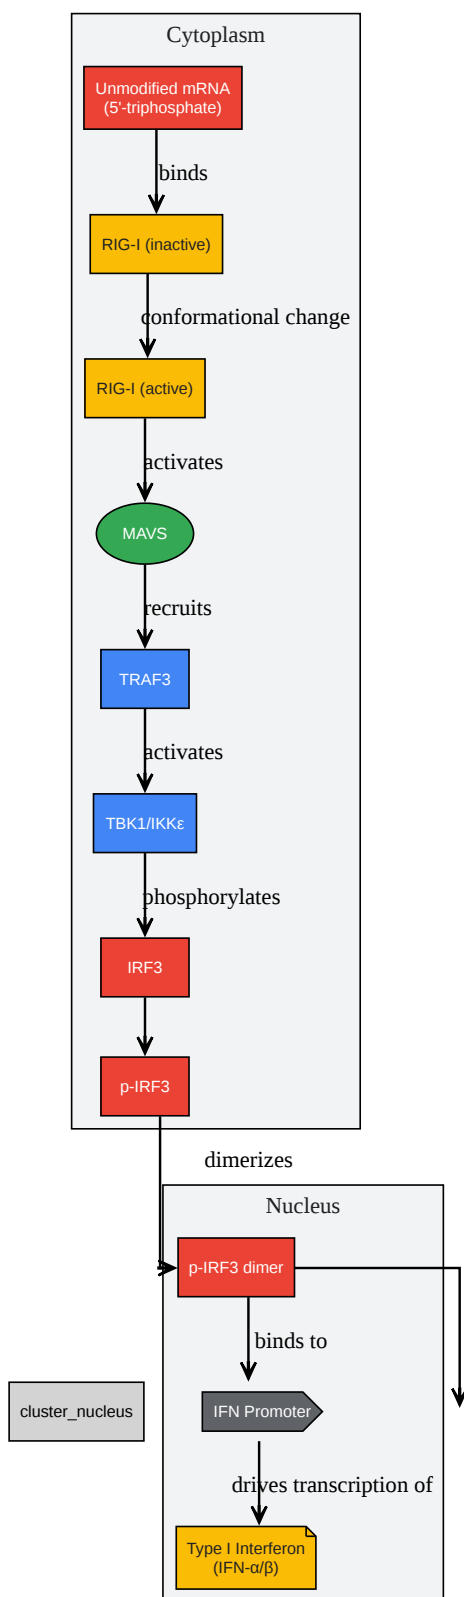 Cytoplasm
Unmodified mRNA
(5'-triphosphate)
binds
RIG-I (inactive)
conformational change
RIG-I (active)
activates
MAVS
recruits
TRAF3
activates
TBK1/IKKε
phosphorylates
IRF3
p-IRF3
dimerizes
Nucleus
p-IRF3 dimer
binds to
cluster_nucleus
IFN Promoter
drives transcription of
Type I Interferon
(IFN-α/β)